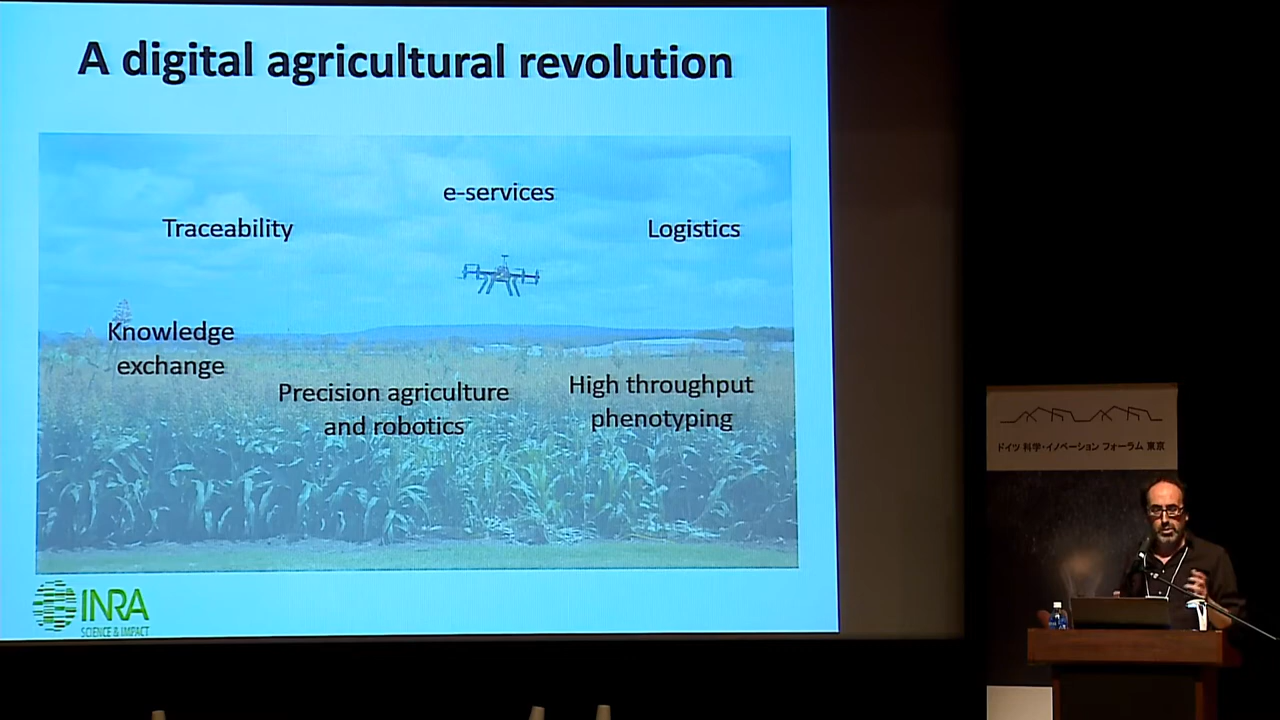 A digital agricultural revolution
e-services
Traceability
Logistics
Knowledge
exchange
Precision agriculture
and robotics
High throughput
phenotyping
INRA
SCIENCE & IMPACT
ドイツ 科学・イノベーション フォーラム 東京